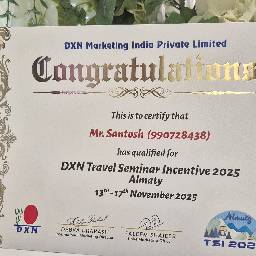 DXN Marketing India Private Limited
Congratulations
This is to certify that
Mr. Santosh (990728438)
has qualified for
DXN Travel Seminar Incentive 2025
Almaty
13th-17th November 2025
DXN
Almaty
TSI 202